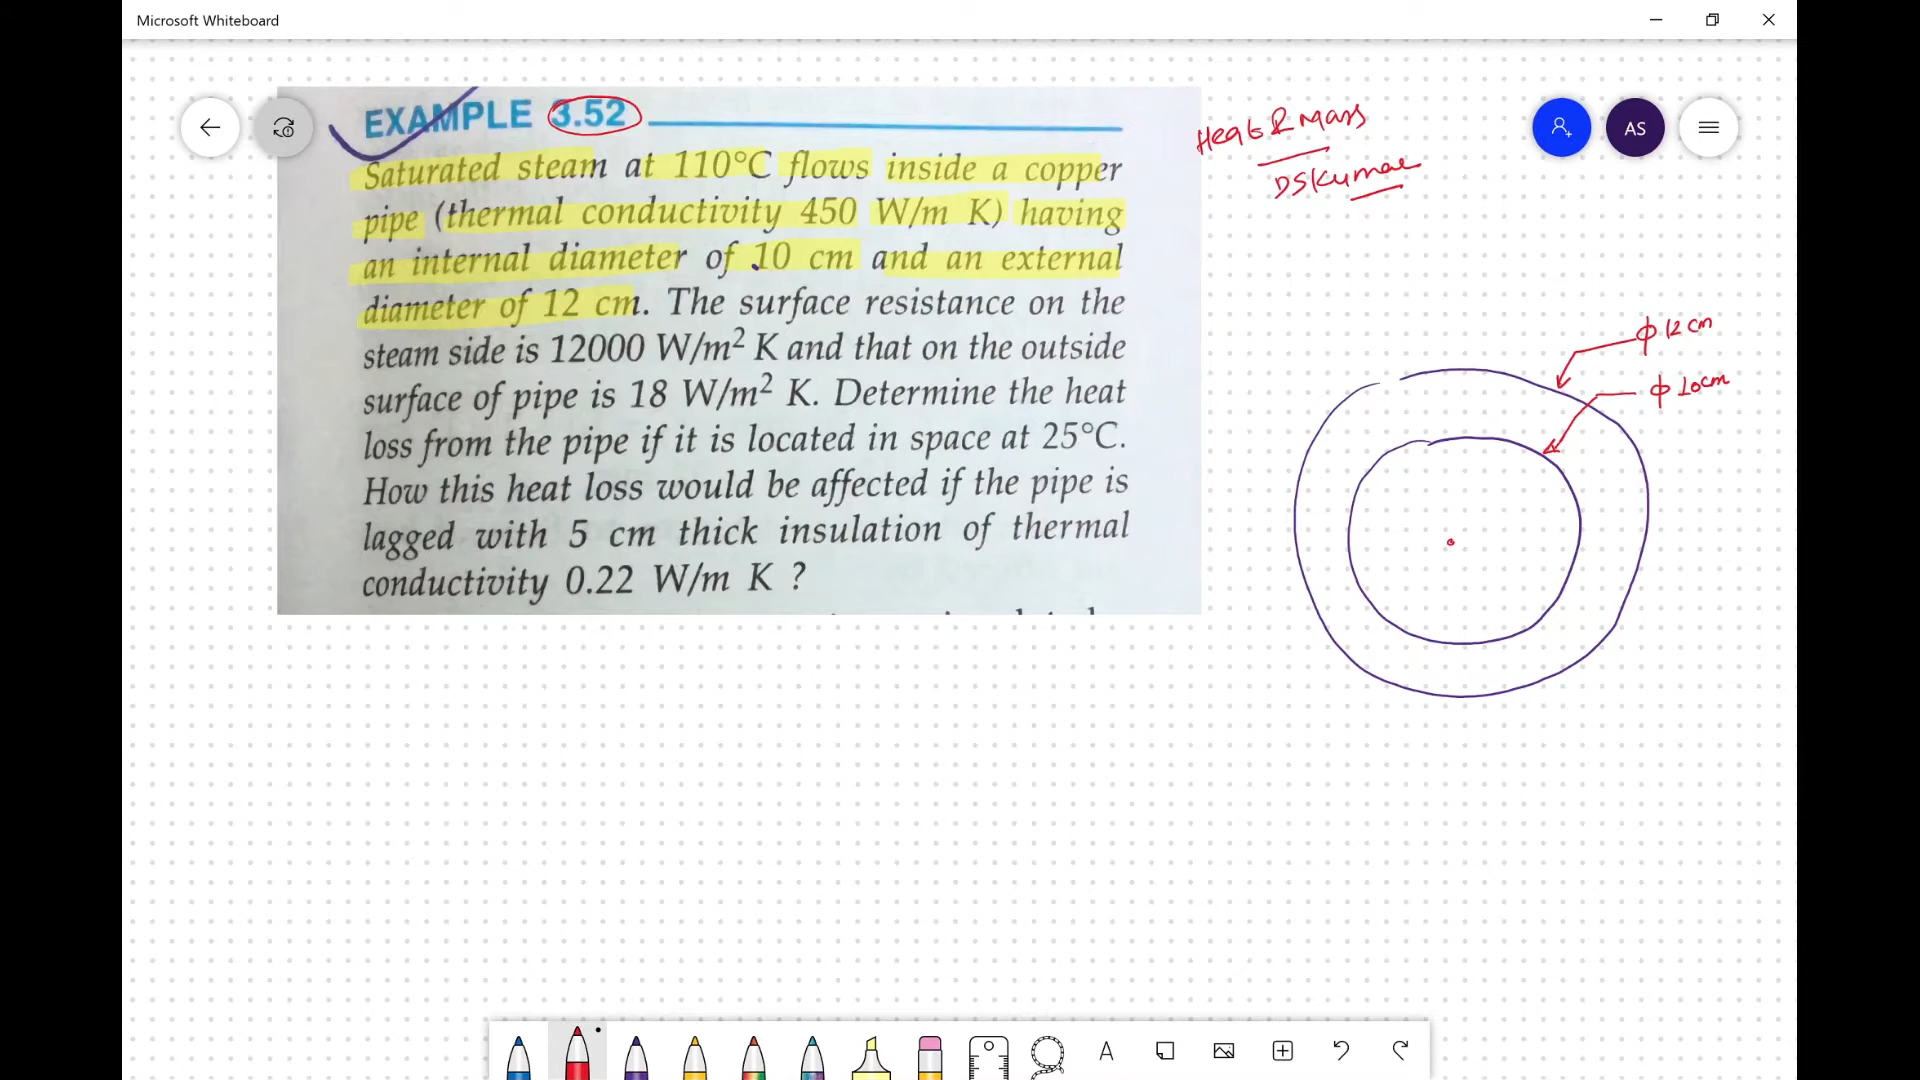 Microsoft Whiteboard
EXAMPLE 3.52
Saturated steam at 110°C flows inside a copper
pipe (thermal conductivity 450 W/m K) having
an internal diameter of 10 cm and an external
diameter of 12 cm. The surface resistance on the
steam side is 12000 W/m² K and that on the outside
surface of pipe is 18 W/m² K. Determine the heat
loss from the pipe if it is located in space at 25°C.
How this heat loss would be affected if the pipe is
lagged with 5 cm thick insulation of thermal
conductivity 0.22 W/m K ?
Heat & Mass
DS Kumar
AS
ϕ 12 cm
ϕ 10cm
A